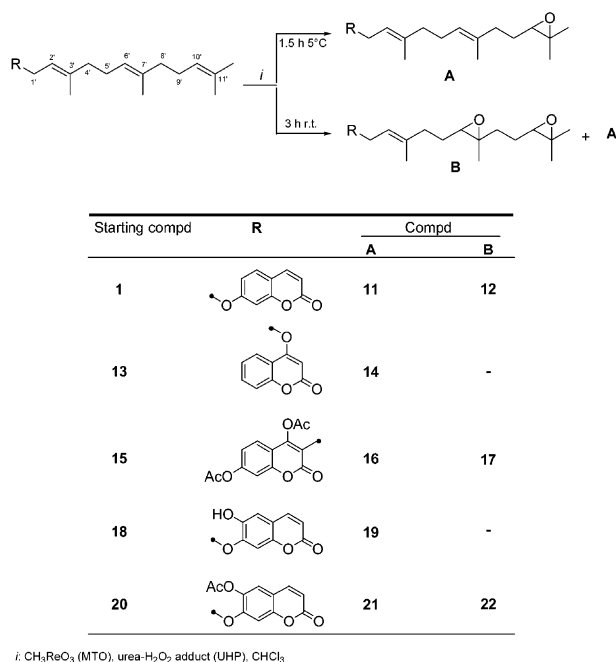 R
1'
2'
3'
4'
5'
6'
7'
8'
9'
10'
11'
i
1.5 h 5°C
R
O
A
3 h r.t.
R
O
O
B
+ A
Starting compd R Compd
A B
1 11 12
O
O
O
13 14 -
O
O
O
15 16 17
OAc
AcO
O
O
18 19 -
HO
O
O
O
20 21 22
AcO
O
O
O
i: CH₃ReO₃ (MTO), urea-H₂O₂ adduct (UHP), CHCl₃